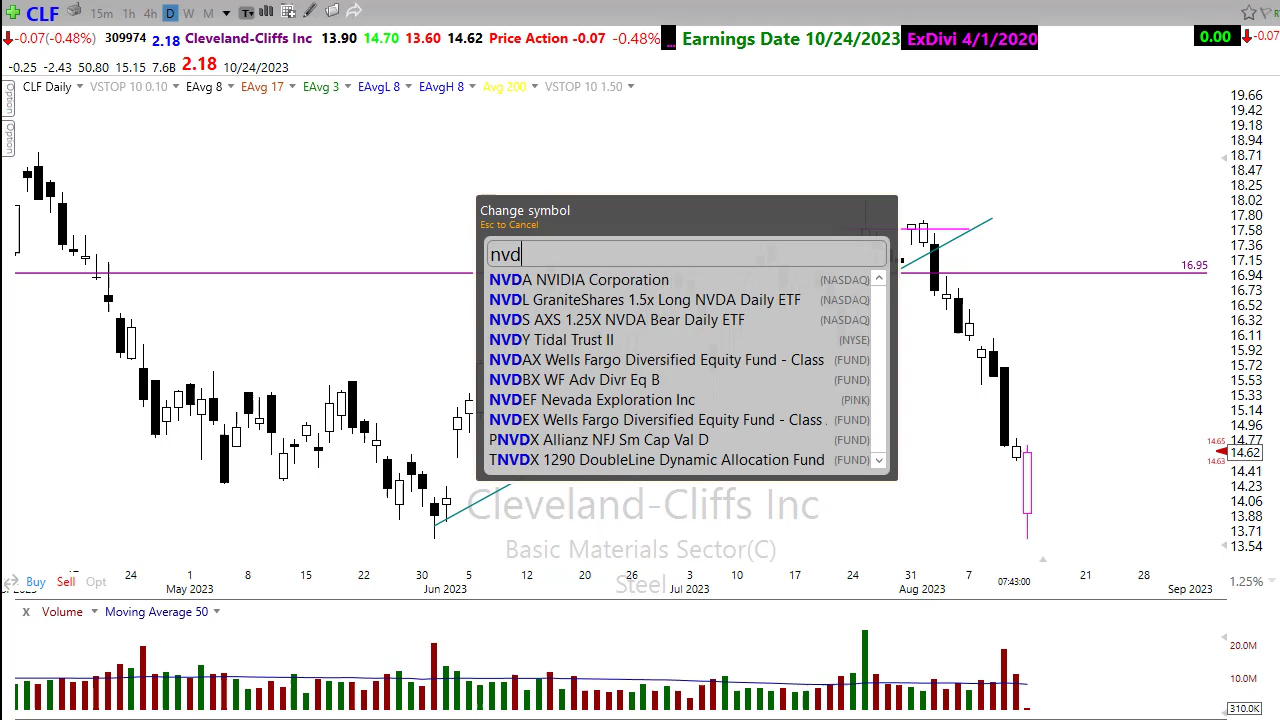 CLF 15m 1h 4h D W M
-0.07(-0.48%) 309974 2.18 Cleveland-Cliffs Inc 13.90 14.70 13.60 14.62 Price Action -0.07 -0.48% ... Earnings Date 10/24/2023 ExDivi 4/1/2020 0.00 -0.07
-0.25 -2.43 50.80 15.15 7.6B 2.18 10/24/2023
CLF Daily VSTOP 10 0.10 EAvg 8 EAvg 17 EAvg 3 EAvgL 8 EAvgH 8 Avg 200 VSTOP 10 1.50
Option
Option
Change symbol
Esc to Cancel
nvd
NVDA NVIDIA Corporation (NASDAQ)
NVDL GraniteShares 1.5x Long NVDA Daily ETF (NASDAQ)
NVDS AXS 1.25X NVDA Bear Daily ETF (NASDAQ)
NVDY Tidal Trust II (NYSE)
NVDAX Wells Fargo Diversified Equity Fund - Class (FUND)
NVDBX WF Adv Divr Eq B (FUND)
NVDEF Nevada Exploration Inc (PINK)
NVDEX Wells Fargo Diversified Equity Fund - Class . (FUND)
PNVDX Allianz NFJ Sm Cap Val D (FUND)
TNVDX 1290 DoubleLine Dynamic Allocation Fund (FUND)
19.66
19.42
19.18
18.94
18.71
18.47
18.25
18.02
17.80
17.58
17.36
17.15
16.95
16.94
16.73
16.52
16.32
16.11
15.92
15.72
15.53
15.33
15.14
14.96
14.77
14.65
14.62
14.63
14.41
14.23
14.06
13.88
13.71
13.54
Cleveland-Cliffs Inc
Basic Materials Sector(C)
Steel
Buy Sell Opt
24 1 8 15 22 30 5 12 20 26 3 10 17 24 31 7 07:43:00 21 28 1.25%
May 2023 Jun 2023 Jul 2023 Aug 2023 Sep 2023
X Volume Moving Average 50
20.0M
10.0M
310.0K